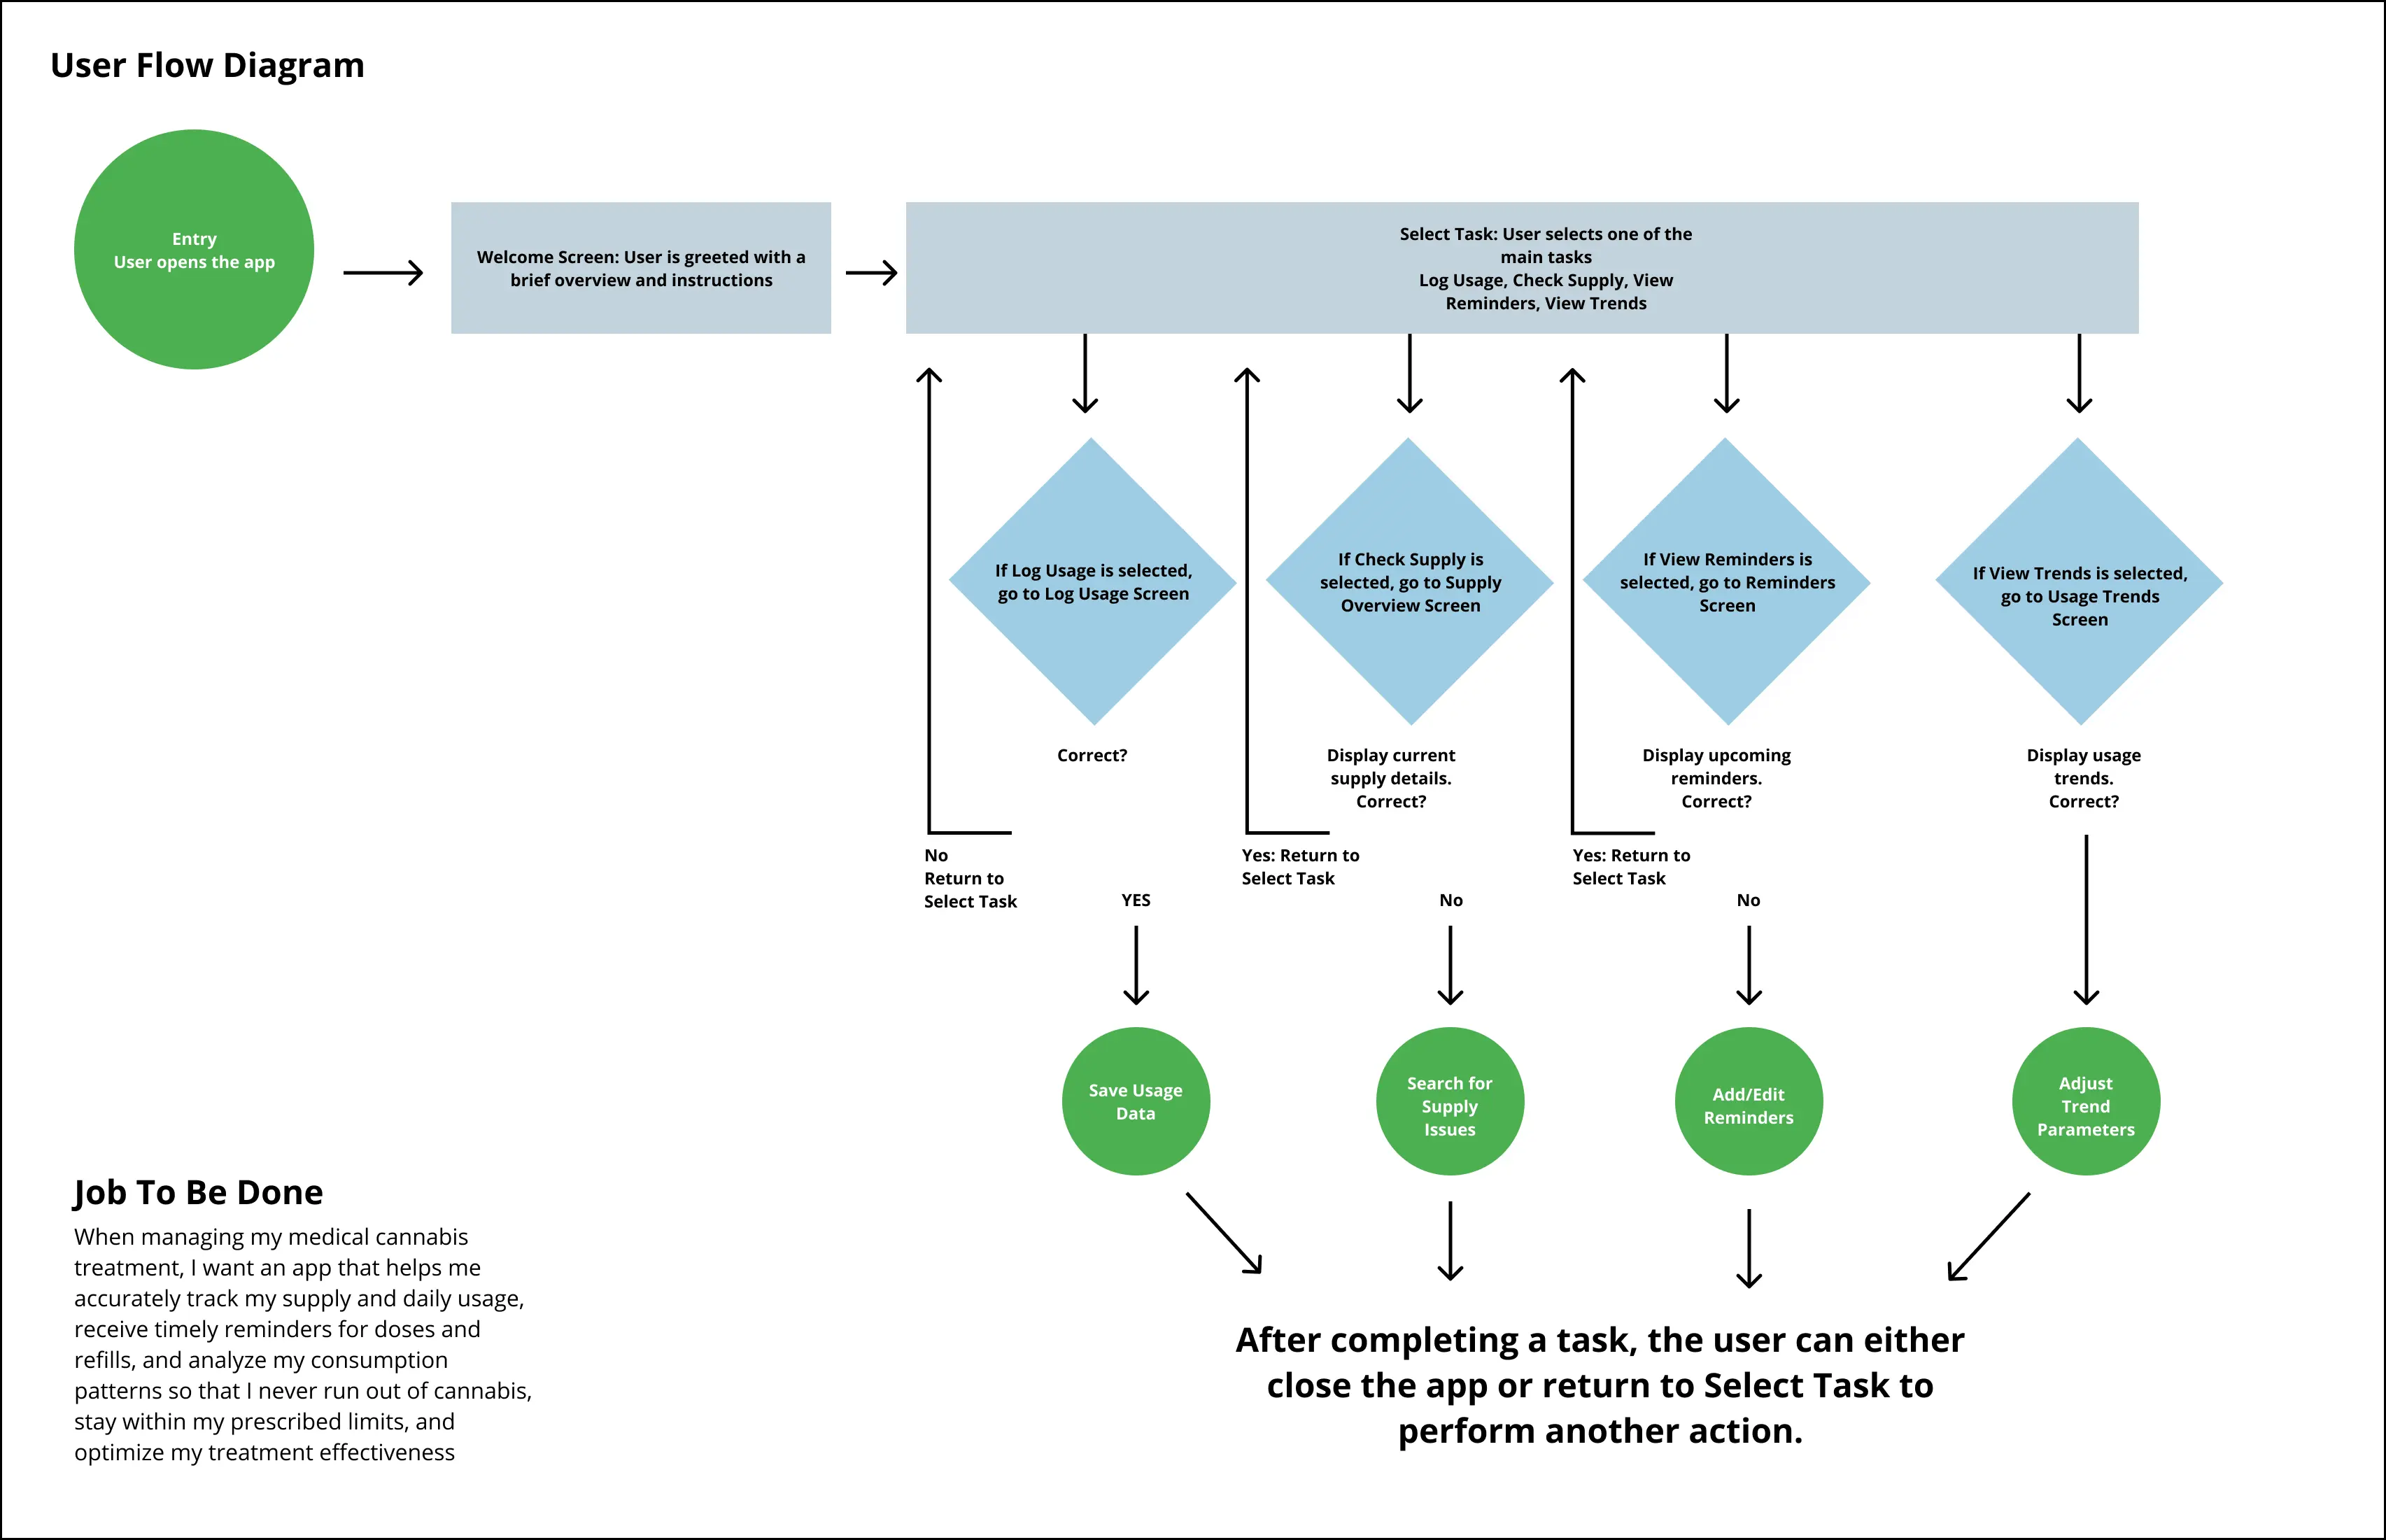 User Flow Diagram
Entry
User opens the app
Welcome Screen: User is greeted with a
brief overview and instructions
Select Task: User selects one of the
main tasks
Log Usage, Check Supply, View
Reminders, View Trends
If Log Usage is selected,
go to Log Usage Screen
If Check Supply is
selected, go to Supply
Overview Screen
If View Reminders is
selected, go to Reminders
Screen
If View Trends is selected,
go to Usage Trends
Screen
Correct?
Display current
supply details.
Correct?
Display upcoming
reminders.
Correct?
Display usage
trends.
Correct?
No
Return to
Select Task
YES
Yes: Return to
Select Task
No
Yes: Return to
Select Task
No
Save Usage
Data
Search for
Supply
Issues
Add/Edit
Reminders
Adjust
Trend
Parameters
Job To Be Done
When managing my medical cannabis
treatment, I want an app that helps me
accurately track my supply and daily usage,
receive timely reminders for doses and
refills, and analyze my consumption
patterns so that I never run out of cannabis,
stay within my prescribed limits, and
optimize my treatment effectiveness
After completing a task, the user can either
close the app or return to Select Task to
perform another action.